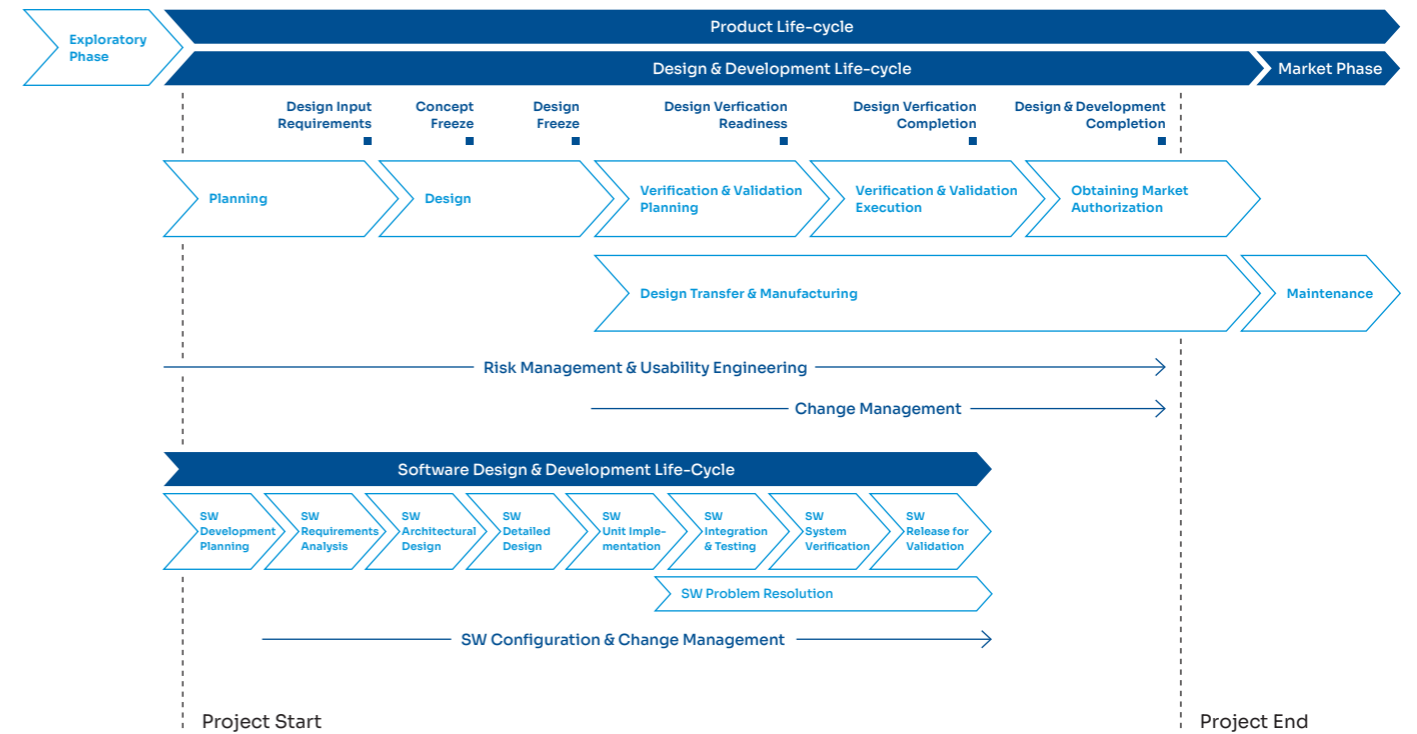 Product Life-cycle
Exploratory
Phase
Design & Development Life-cycle
Market Phase
Design Input
Requirements
Concept
Freeze
Design
Freeze
Design Verfication
Readiness
Design Verfication
Completion
Design & Development
Completion
Planning
Design
Verification & Validation
Planning
Verification & Validation
Execution
Obtaining Market
Authorization
Design Transfer & Manufacturing
Maintenance
Risk Management & Usability Engineering
Change Management
Software Design & Development Life-Cycle
SW
Development
Planning
SW
Requirements
Analysis
SW
Architectural
Design
SW
Detailed
Design
SW
Unit Imple-
mentation
SW
Integration
& Testing
SW
System
Verification
SW
Release for
Validation
SW Problem Resolution
SW Configuration & Change Management
Project Start
Project End